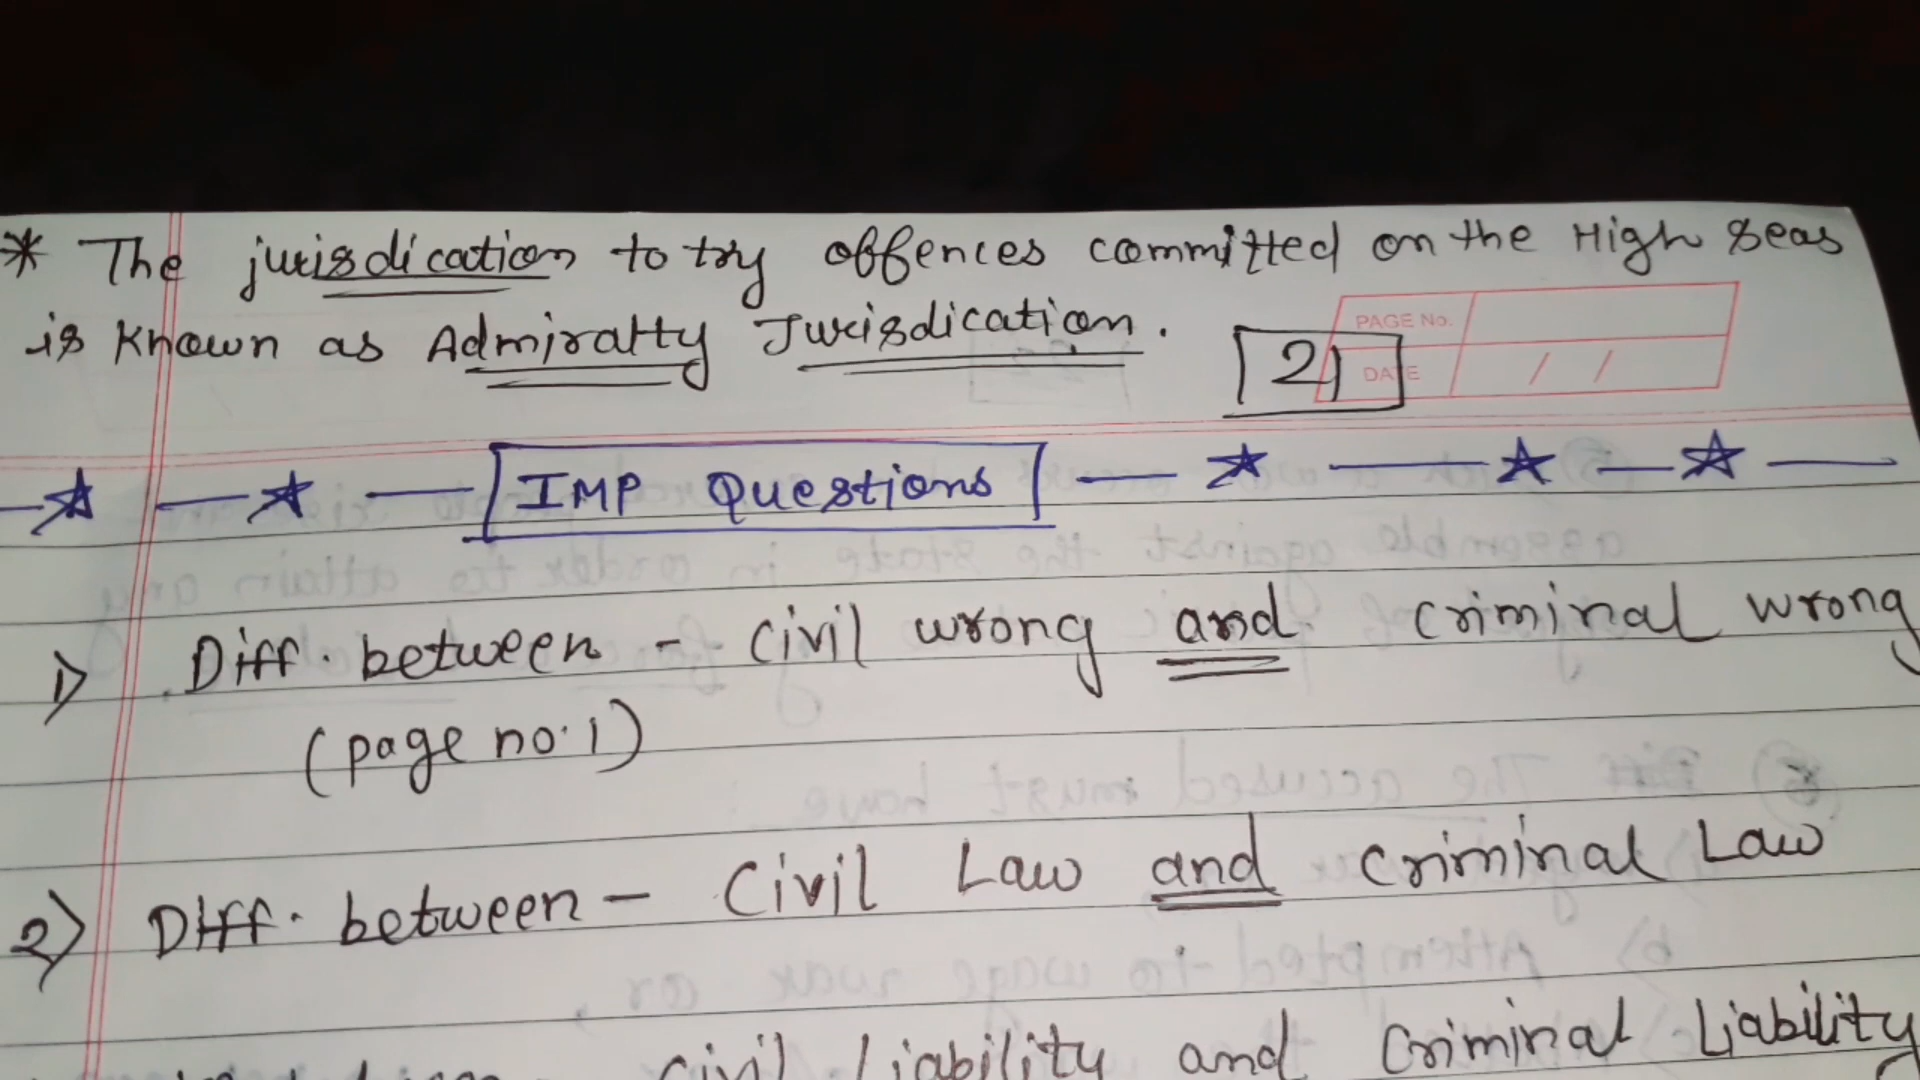 * The jurisdication to try offences committed on the High Seas
is known as Admiralty Jurisdication.
PAGE No.
21
DATE / /
IMP Questions
1) Diff. between - Civil wrong and Criminal wrong
(page no. 1)
2) Diff. between - Civil Law and Criminal Law
Civil Liability and Criminal Liability